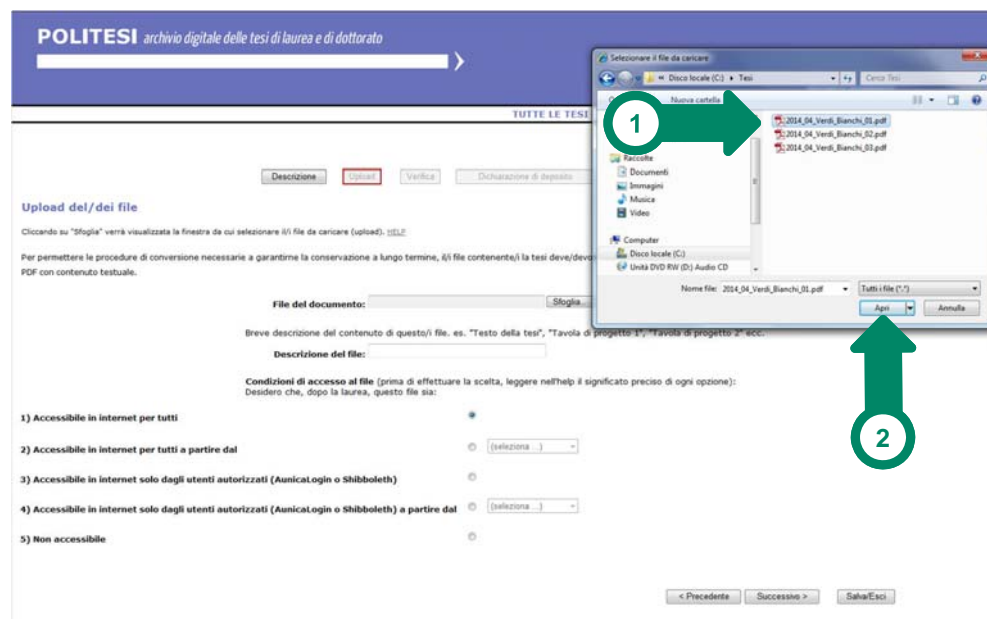 POLITESI archivio digitale delle tesi di laurea e di dottorato
TUTTE LE TESI
Selezionare il file da caricare
Disco locale (C:) Tesi
Cerca Tesi
Nuova cartella
1
2014_04_Verdi_Bianchi_01.pdf
2014_04_Verdi_Bianchi_02.pdf
2014_04_Verdi_Bianchi_03.pdf
Raccolte
Documenti
Immagini
Musica
Video
Computer
Disco locale (C:)
Unità DVD RW (D:) Audio CD
Nome file: 2014_04_Verdi_Bianchi_01.pdf
Tutti i file (*.*)
Apri
Annulla
2
Descrizione Upload Verifica Dichiarazione di deposito
Upload del/dei file
Cliccando su "Sfoglia" verrà visualizzata la finestra da cui selezionare il/i file da caricare (upload). HELP
Per permettere le procedure di conversione necessarie a garantirne la conservazione a lungo termine, il/i file contenente/i la tesi deve/devo
PDF con contenuto testuale.
File del documento: Sfoglia
Breve descrizione del contenuto di questo/i file. es. "Testo della tesi", "Tavola di progetto 1", "Tavola di progetto 2" ecc.
Descrizione del file:
Condizioni di accesso al file (prima di effettuare la scelta, leggere nell'help il significato preciso di ogni opzione):
Desidero che, dopo la laurea, questo file sia:
1) Accessibile in internet per tutti
2) Accessibile in internet per tutti a partire dal (seleziona ...)
3) Accessibile in internet solo dagli utenti autorizzati (AunicaLogin o Shibboleth)
4) Accessibile in internet solo dagli utenti autorizzati (AunicaLogin o Shibboleth) a partire dal (seleziona ...)
5) Non accessibile
< Precedente Successivo > Salva/Esci